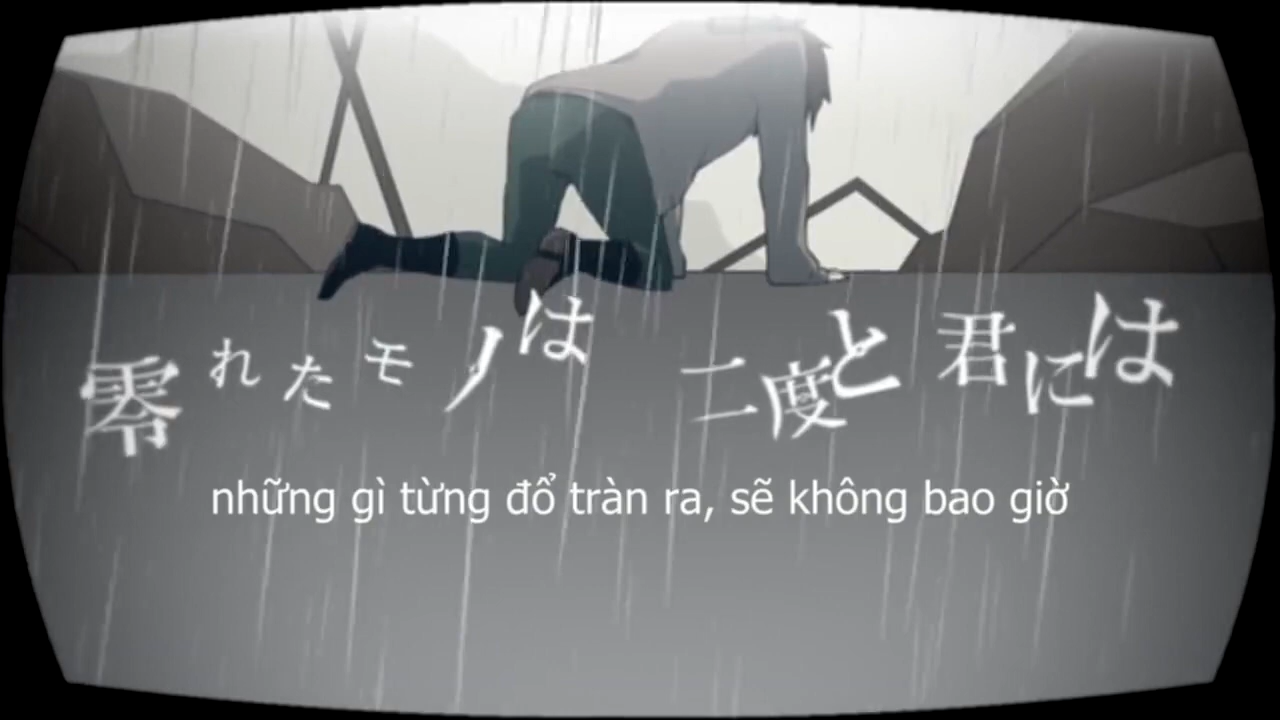 零れたモノは 二度と君には
những gì từng đổ tràn ra, sẽ không bao giờ